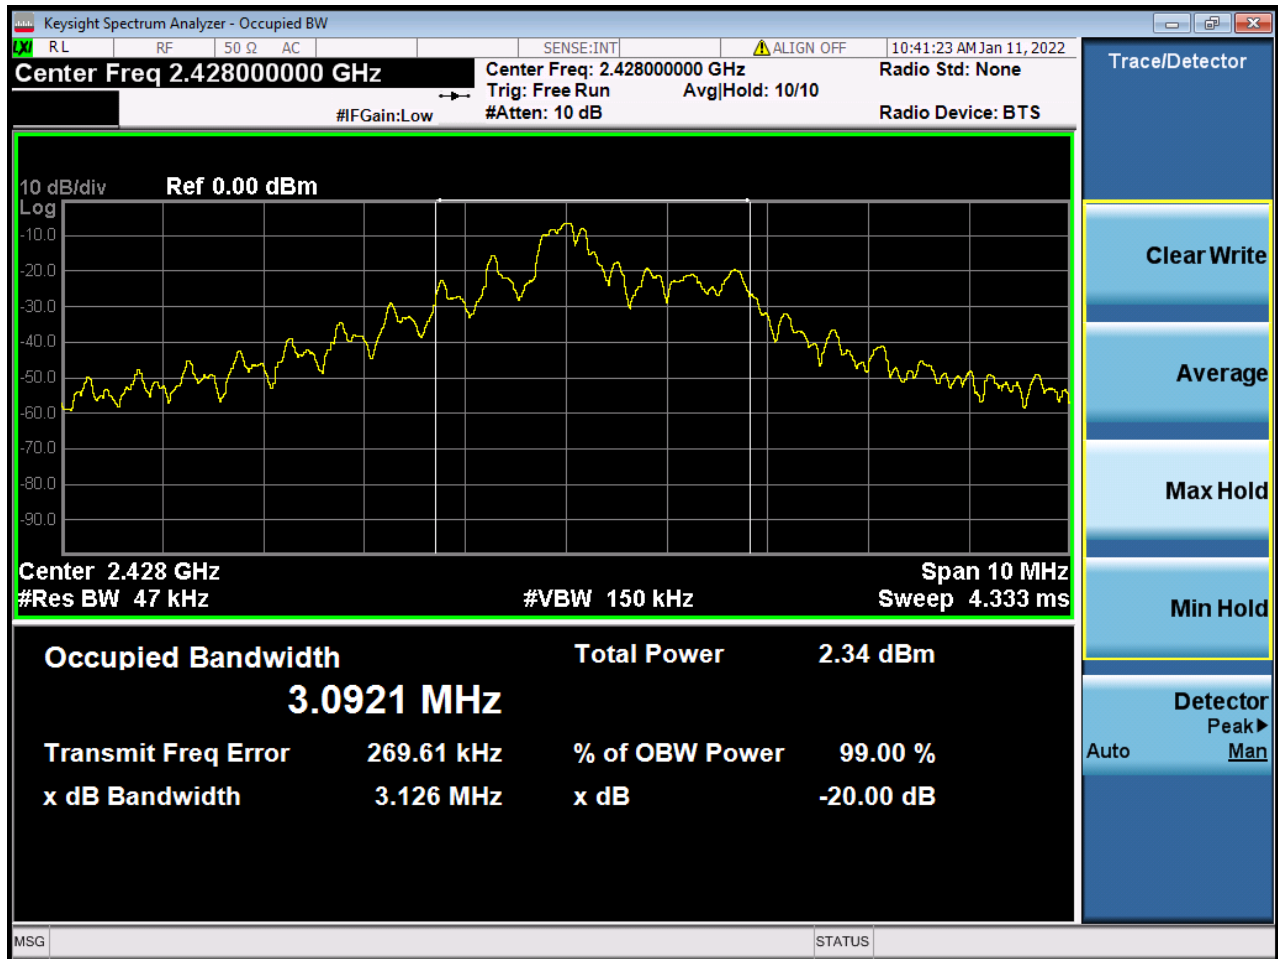 Keysight Spectrum Analyzer - Occupied BW
LXI RL RF 50 Ω AC SENSE:INT ALIGN OFF 10:41:23 AM Jan 11, 2022
Center Freq 2.428000000 GHz
Center Freq: 2.428000000 GHz
Radio Std: None
Trig: Free Run Avg|Hold: 10/10
#IFGain:Low
#Atten: 10 dB
Radio Device: BTS
10 dB/div Ref 0.00 dBm
Log
-10.0
-20.0
-30.0
-40.0
-50.0
-60.0
-70.0
-80.0
-90.0
Center 2.428 GHz
Span 10 MHz
#Res BW 47 kHz
#VBW 150 kHz
Sweep 4.333 ms
Occupied Bandwidth
3.0921 MHz
Total Power 2.34 dBm
Transmit Freq Error 269.61 kHz
% of OBW Power 99.00 %
x dB Bandwidth 3.126 MHz
x dB -20.00 dB
Trace/Detector
Clear Write
Average
Max Hold
Min Hold
Detector
Peak▶
Auto Man
MSG
STATUS